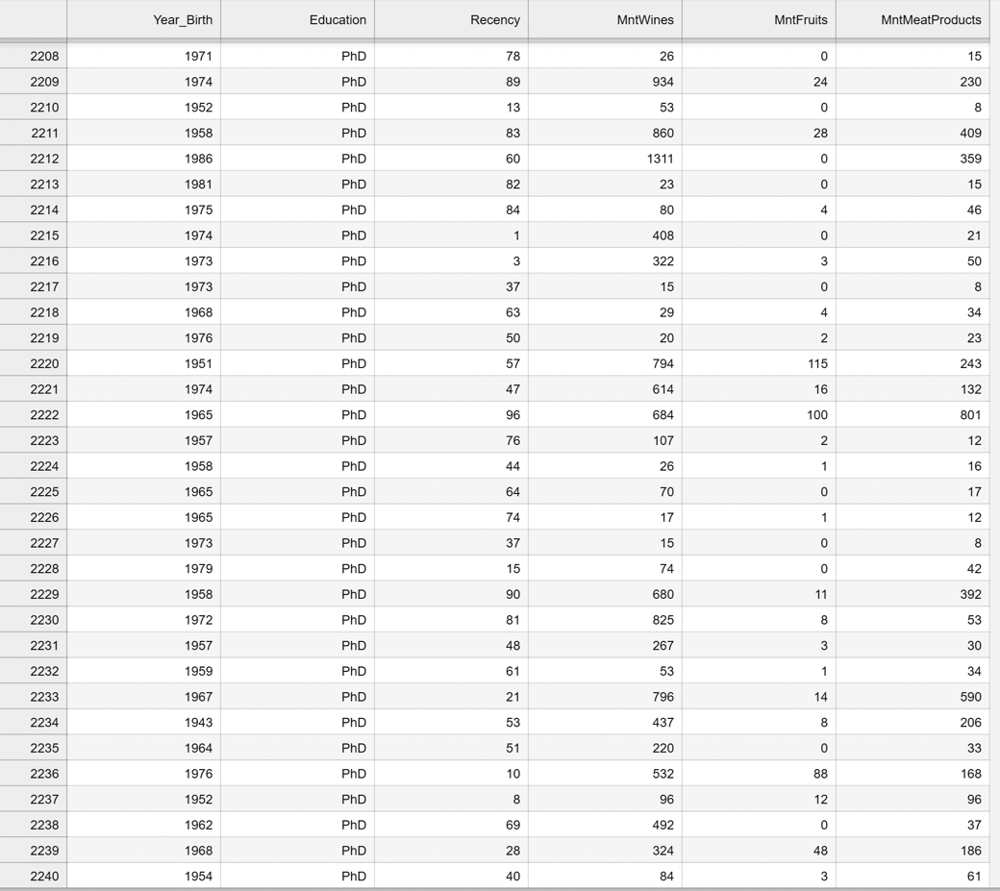 Year_Birth Education Recency MntWines MntFruits MntMeatProducts
2208 1971 PhD 78 26 0 15
2209 1974 PhD 89 934 24 230
2210 1952 PhD 13 53 0 8
2211 1958 PhD 83 860 28 409
2212 1986 PhD 60 1311 0 359
2213 1981 PhD 82 23 0 15
2214 1975 PhD 84 80 4 46
2215 1974 PhD 1 408 0 21
2216 1973 PhD 3 322 3 50
2217 1973 PhD 37 15 0 8
2218 1968 PhD 63 29 4 34
2219 1976 PhD 50 20 2 23
2220 1951 PhD 57 794 115 243
2221 1974 PhD 47 614 16 132
2222 1965 PhD 96 684 100 801
2223 1957 PhD 76 107 2 12
2224 1958 PhD 44 26 1 16
2225 1965 PhD 64 70 0 17
2226 1965 PhD 74 17 1 12
2227 1973 PhD 37 15 0 8
2228 1979 PhD 15 74 0 42
2229 1958 PhD 90 680 11 392
2230 1972 PhD 81 825 8 53
2231 1957 PhD 48 267 3 30
2232 1959 PhD 61 53 1 34
2233 1967 PhD 21 796 14 590
2234 1943 PhD 53 437 8 206
2235 1964 PhD 51 220 0 33
2236 1976 PhD 10 532 88 168
2237 1952 PhD 8 96 12 96
2238 1962 PhD 69 492 0 37
2239 1968 PhD 28 324 48 186
2240 1954 PhD 40 84 3 61